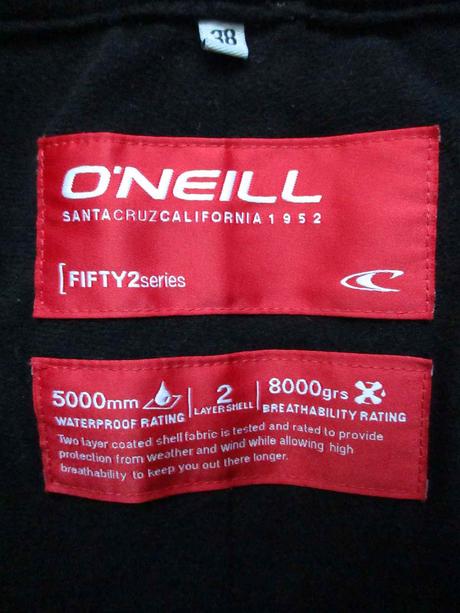 38
O'NEILL
SANTACRUZCALIFORNIA 1952
[FIFTY2series
5000mm
WATERPROOF RATING
2
LAYERSHELL
8000grs
BREATHABILITY RATING
Two layer coated shell fabric is tested and rated to provide
protection from weather and wind while allowing high
breathability to keep you out there longer.